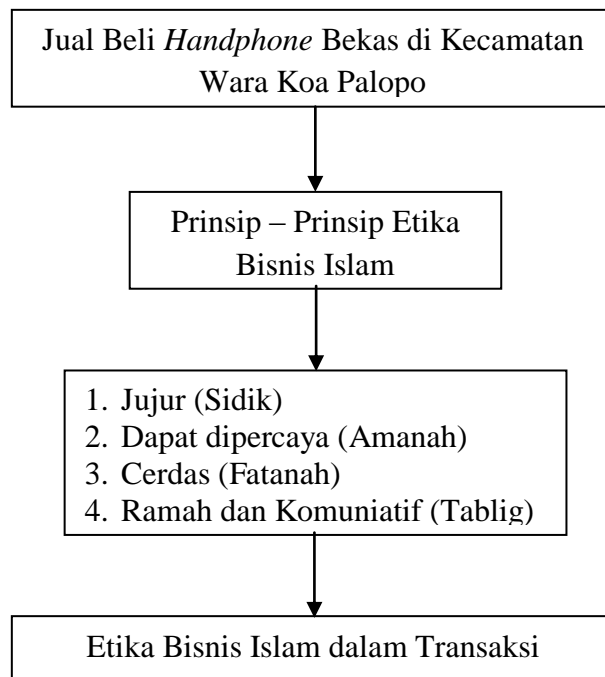 Jual Beli Handphone Bekas di Kecamatan
Wara Koa Palopo
Prinsip – Prinsip Etika
Bisnis Islam
1. Jujur (Sidik)
2. Dapat dipercaya (Amanah)
3. Cerdas (Fatanah)
4. Ramah dan Komuniatif (Tablig)
Etika Bisnis Islam dalam Transaksi